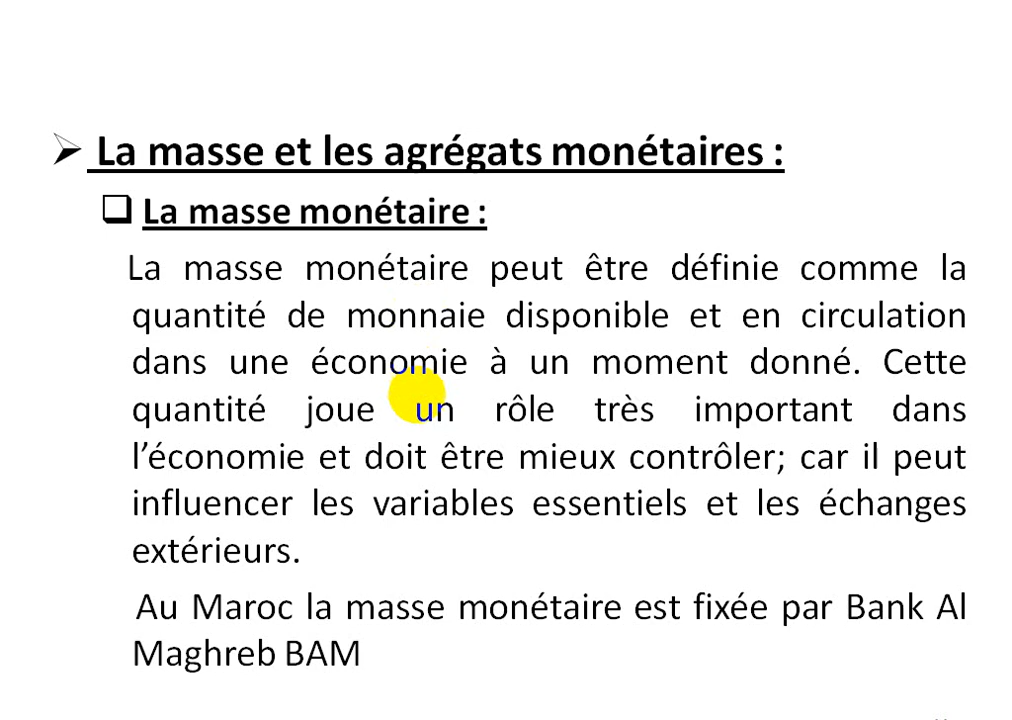 La masse et les agrégats monétaires :
La masse monétaire :
La masse monétaire peut être définie comme la
quantité de monnaie disponible et en circulation
dans une économie à un moment donné. Cette
quantité joue un rôle très important dans
l’économie et doit être mieux contrôler; car il peut
influencer les variables essentiels et les échanges
extérieurs.
Au Maroc la masse monétaire est fixée par Bank Al
Maghreb BAM